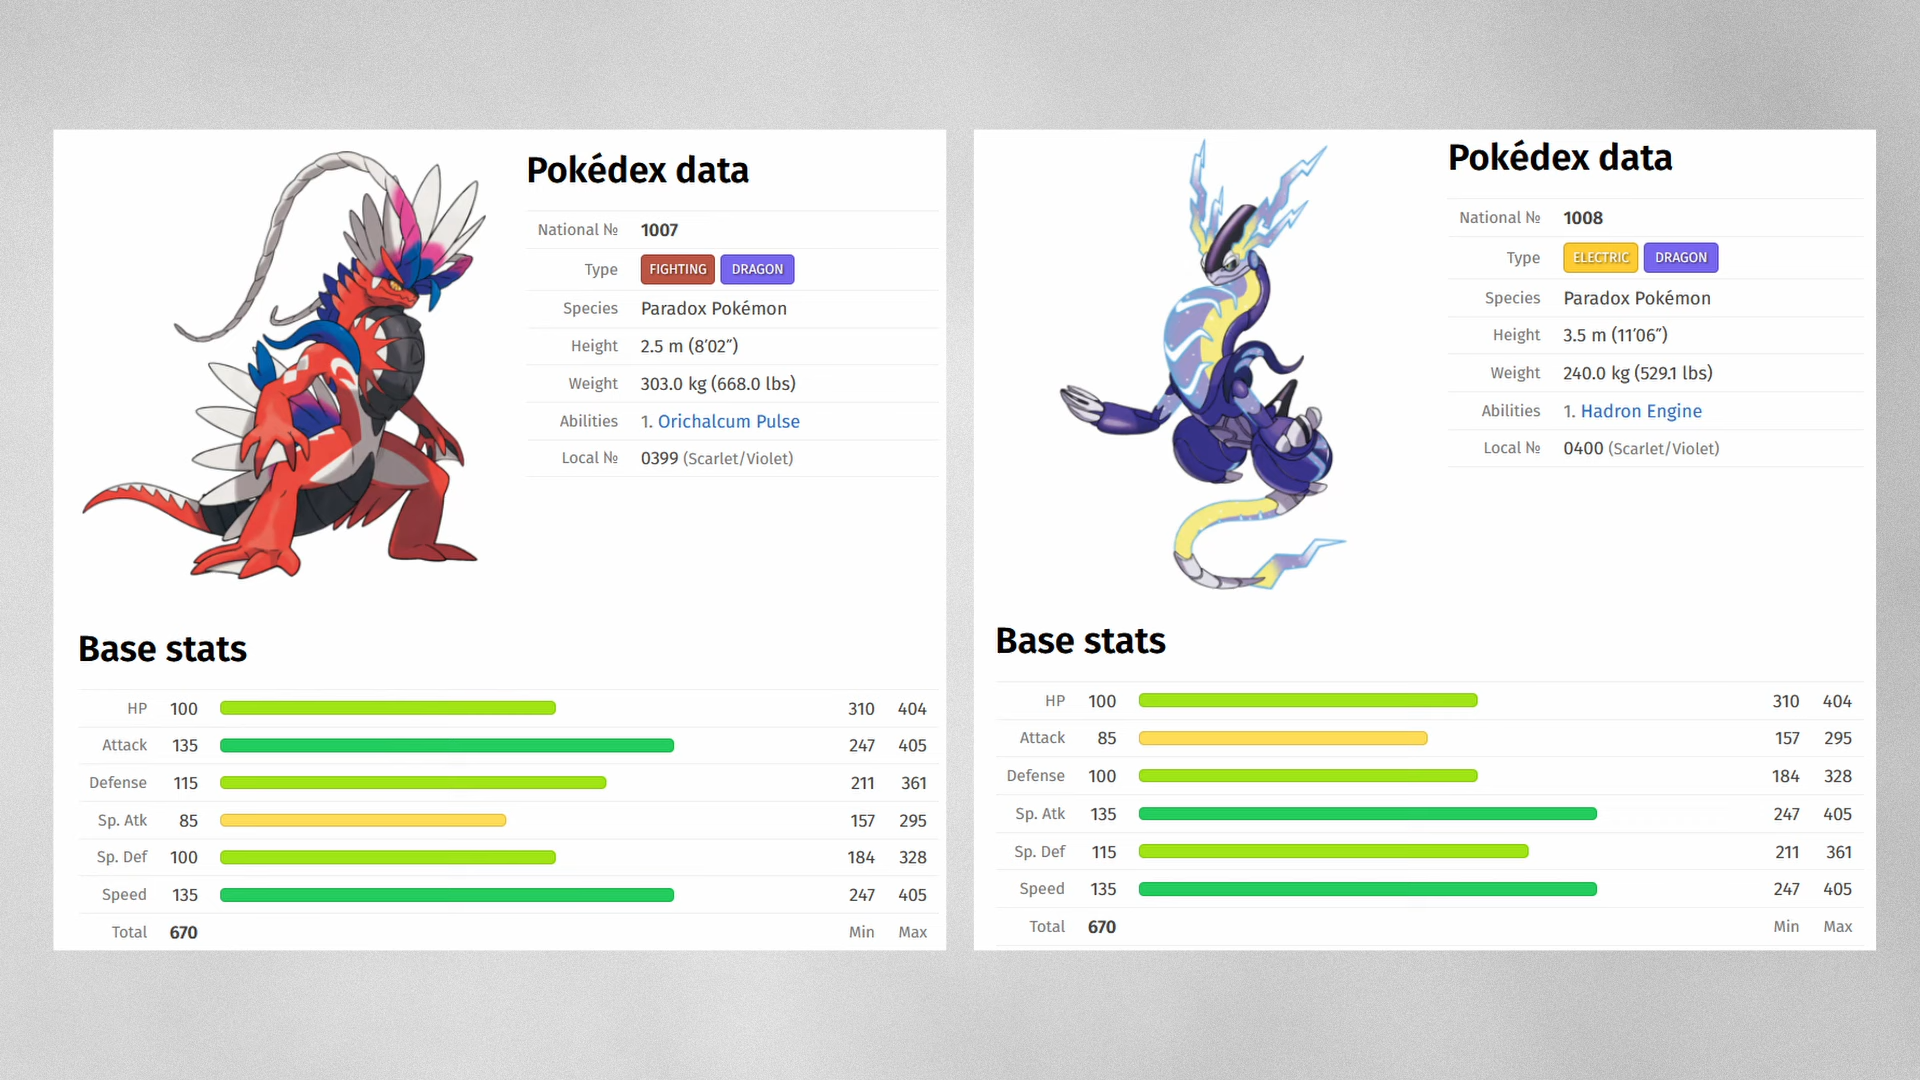 Pokédex data
National № 1007
Type FIGHTING DRAGON
Species Paradox Pokémon
Height 2.5 m (8′02″)
Weight 303.0 kg (668.0 lbs)
Abilities 1. Orichalcum Pulse
Local № 0399 (Scarlet/Violet)
Base stats
HP 100 310 404
Attack 135 247 405
Defense 115 211 361
Sp. Atk 85 157 295
Sp. Def 100 184 328
Speed 135 247 405
Total 670 Min Max
Pokédex data
National № 1008
Type ELECTRIC DRAGON
Species Paradox Pokémon
Height 3.5 m (11′06″)
Weight 240.0 kg (529.1 lbs)
Abilities 1. Hadron Engine
Local № 0400 (Scarlet/Violet)
Base stats
HP 100 310 404
Attack 85 157 295
Defense 100 184 328
Sp. Atk 135 247 405
Sp. Def 115 211 361
Speed 135 247 405
Total 670 Min Max